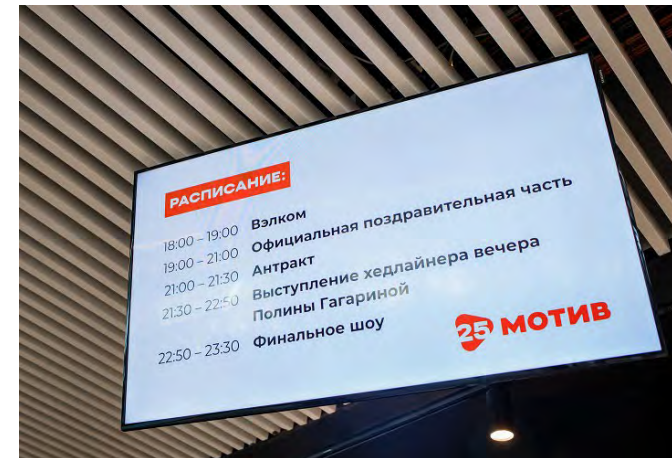 РАСПИСАНИЕ:
18:00 – 19:00 Вэлком
19:00 – 21:00 Официальная поздравительная часть
21:00 – 21:30 Антракт
21:30 – 22:50 Выступление хедлайнера вечера
Полины Гагариной
22:50 – 23:30 Финальное шоу
25 МОТИВ